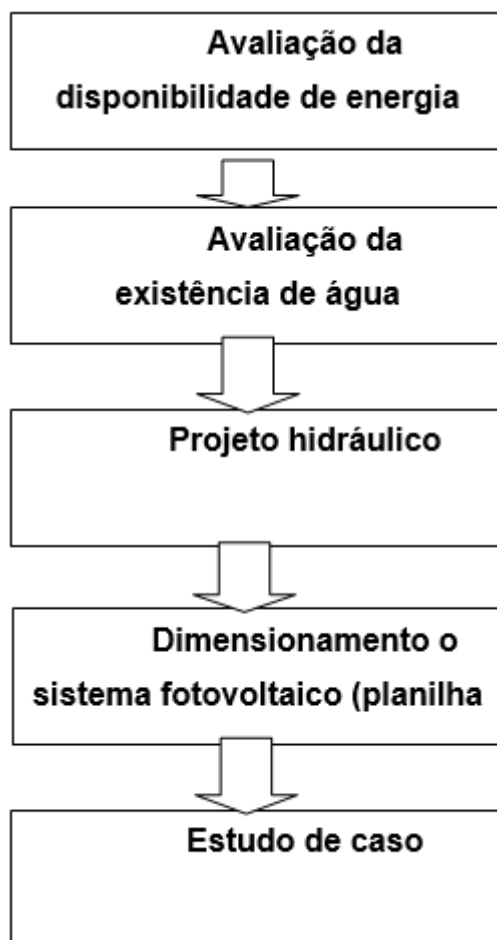 Avaliação da
disponibilidade de energia
Avaliação da
existência de água
Projeto hidráulico
Dimensionamento o
sistema fotovoltaico (planilha
Estudo de caso